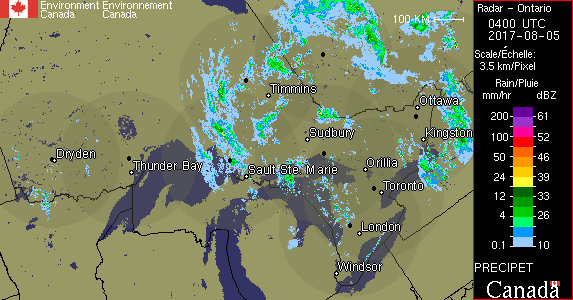 Environment Environnement
Canada Canada
100 KM
Timmins
Ottawa
Sudbury
Kingston
Dryden
Thunder Bay
Sault Ste. Marie
Orillia
Toronto
London
Windsor
Radar - Ontario
0400 UTC
2017-08-05
Scale/Échelle:
3.5 km/Pixel
Rain/Pluie
mm/hr dBZ
200 61
100 52
50 46
24 39
12 33
4 26
0.1 10
PRECIPET
Canada